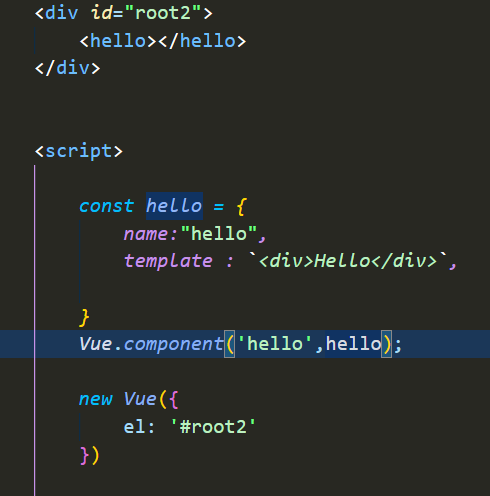 <div id="root2">
<hello></hello>
</div>
<script>
const hello = {
name:"hello",
template : `<div>Hello</div>`,
}
Vue.component('hello',hello);
new Vue({
el: '#root2'
})